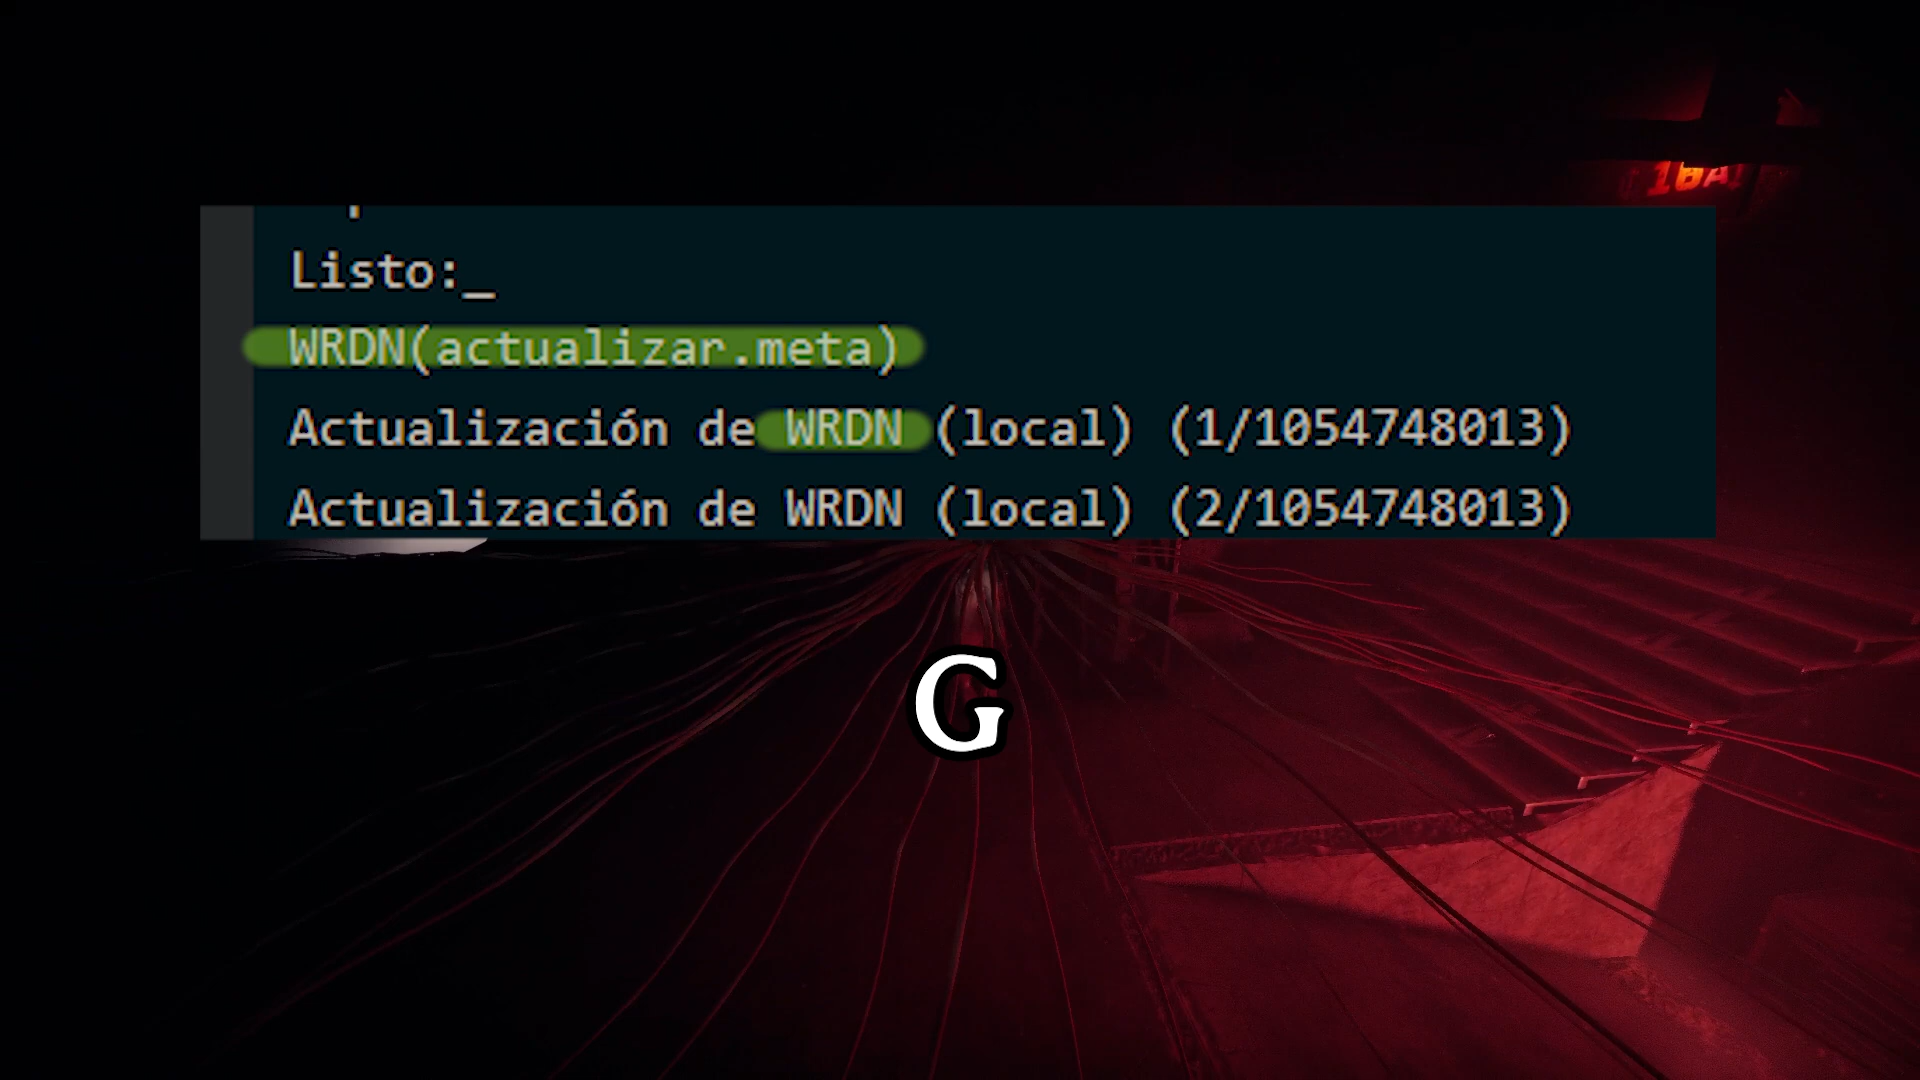 Listo:_
WRDN(actualizar.meta)
Actualización de WRDN (local) (1/1054748013)
Actualización de WRDN (local) (2/1054748013)
G